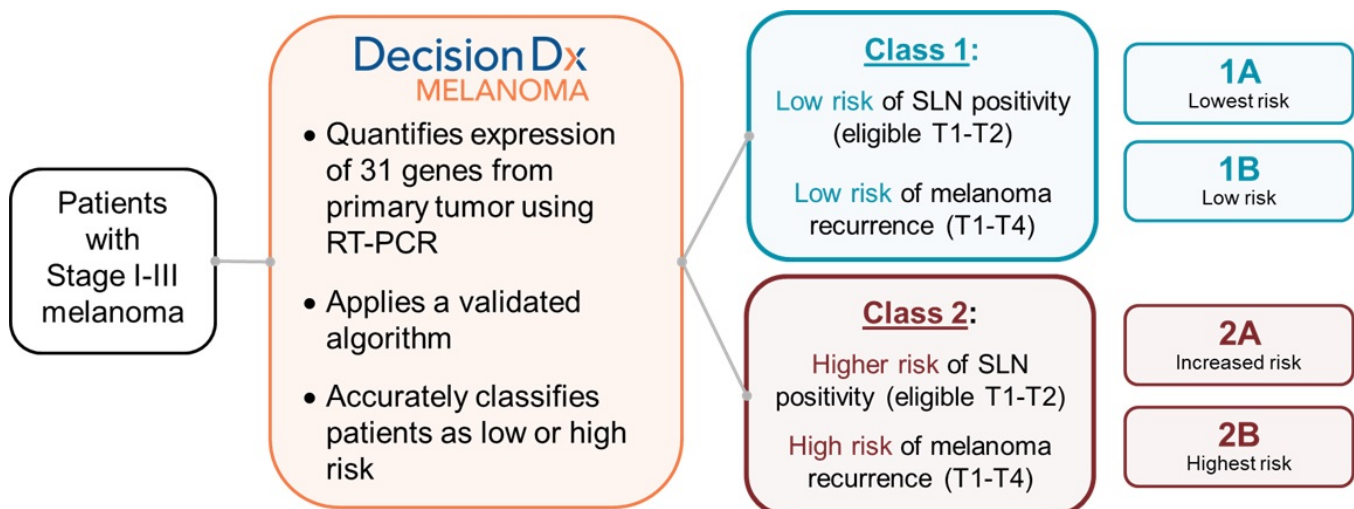 Patients
with
Stage I-III
melanoma
DecisionDx
MELANOMA
• Quantifies expression
of 31 genes from
primary tumor using
RT-PCR
• Applies a validated
algorithm
• Accurately classifies
patients as low or high
risk
Class 1:
Low risk of SLN positivity
(eligible T1-T2)
Low risk of melanoma
recurrence (T1-T4)
1A
Lowest risk
1B
Low risk
Class 2:
Higher risk of SLN
positivity (eligible T1-T2)
High risk of melanoma
recurrence (T1-T4)
2A
Increased risk
2B
Highest risk